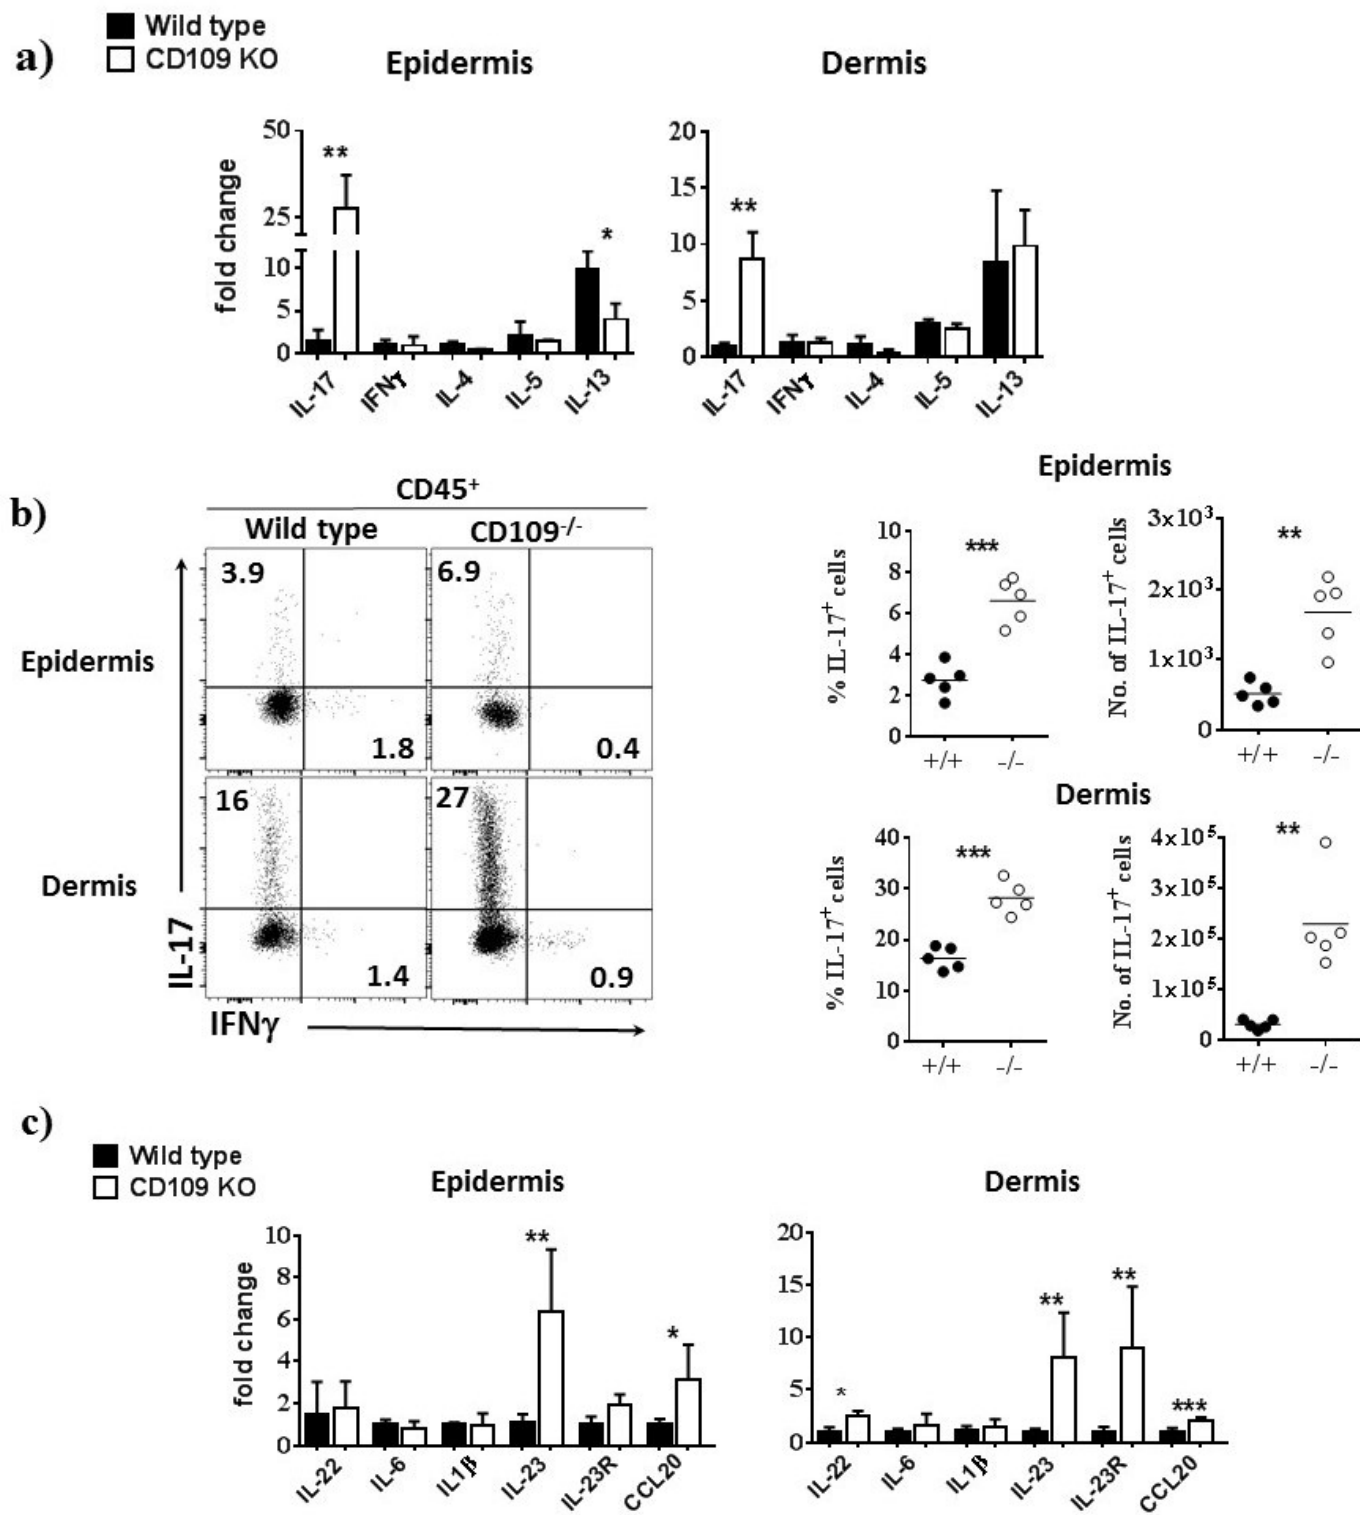 a)
Wild type
CD109 KO
Epidermis
Dermis
fold change
50
25
10
5
0
**
*
IL-17
IFNγ
IL-4
IL-5
IL-13
20
15
10
5
0
**
IL-17
IFNγ
IL-4
IL-5
IL-13
b)
CD45+
Wild type
CD109-/-
Epidermis
3.9
1.8
6.9
0.4
Dermis
16
1.4
27
0.9
IL-17
IFNγ
Epidermis
% IL-17+ cells
10
8
6
4
2
0
***
+/+
-/-
No. of IL-17+ cells
3x10³
2x10³
1x10³
0
**
+/+
-/-
Dermis
% IL-17+ cells
40
30
20
10
0
***
+/+
-/-
No. of IL-17+ cells
4x10⁵
3x10⁵
2x10⁵
1x10⁵
0
**
+/+
-/-
c)
Wild type
CD109 KO
Epidermis
Dermis
fold change
10
8
6
4
2
0
**
*
IL-22
IL-6
IL1β
IL-23
IL-23R
CCL20
20
15
10
5
0
*
**
**
***
IL-22
IL-6
IL1β
IL-23
IL-23R
CCL20